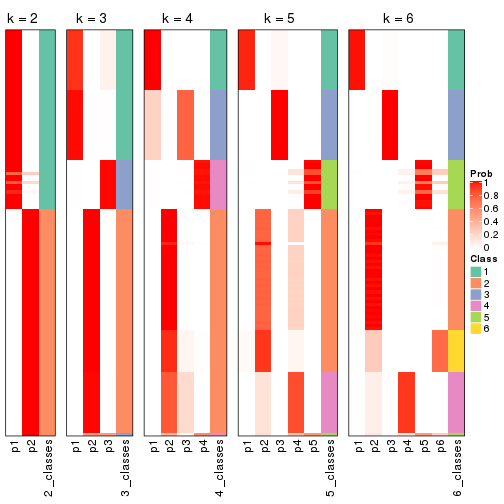 k = 2
k = 3
k = 4
k = 5
k = 6
Prob
1
0.8
0.6
0.4
0.2
0
Class
1
2
3
4
5
6
p1
p2
2_classes
p1
p2
p3
3_classes
p1
p2
p3
p4
4_classes
p1
p2
p3
p4
p5
5_classes
p1
p2
p3
p4
p5
p6
6_classes